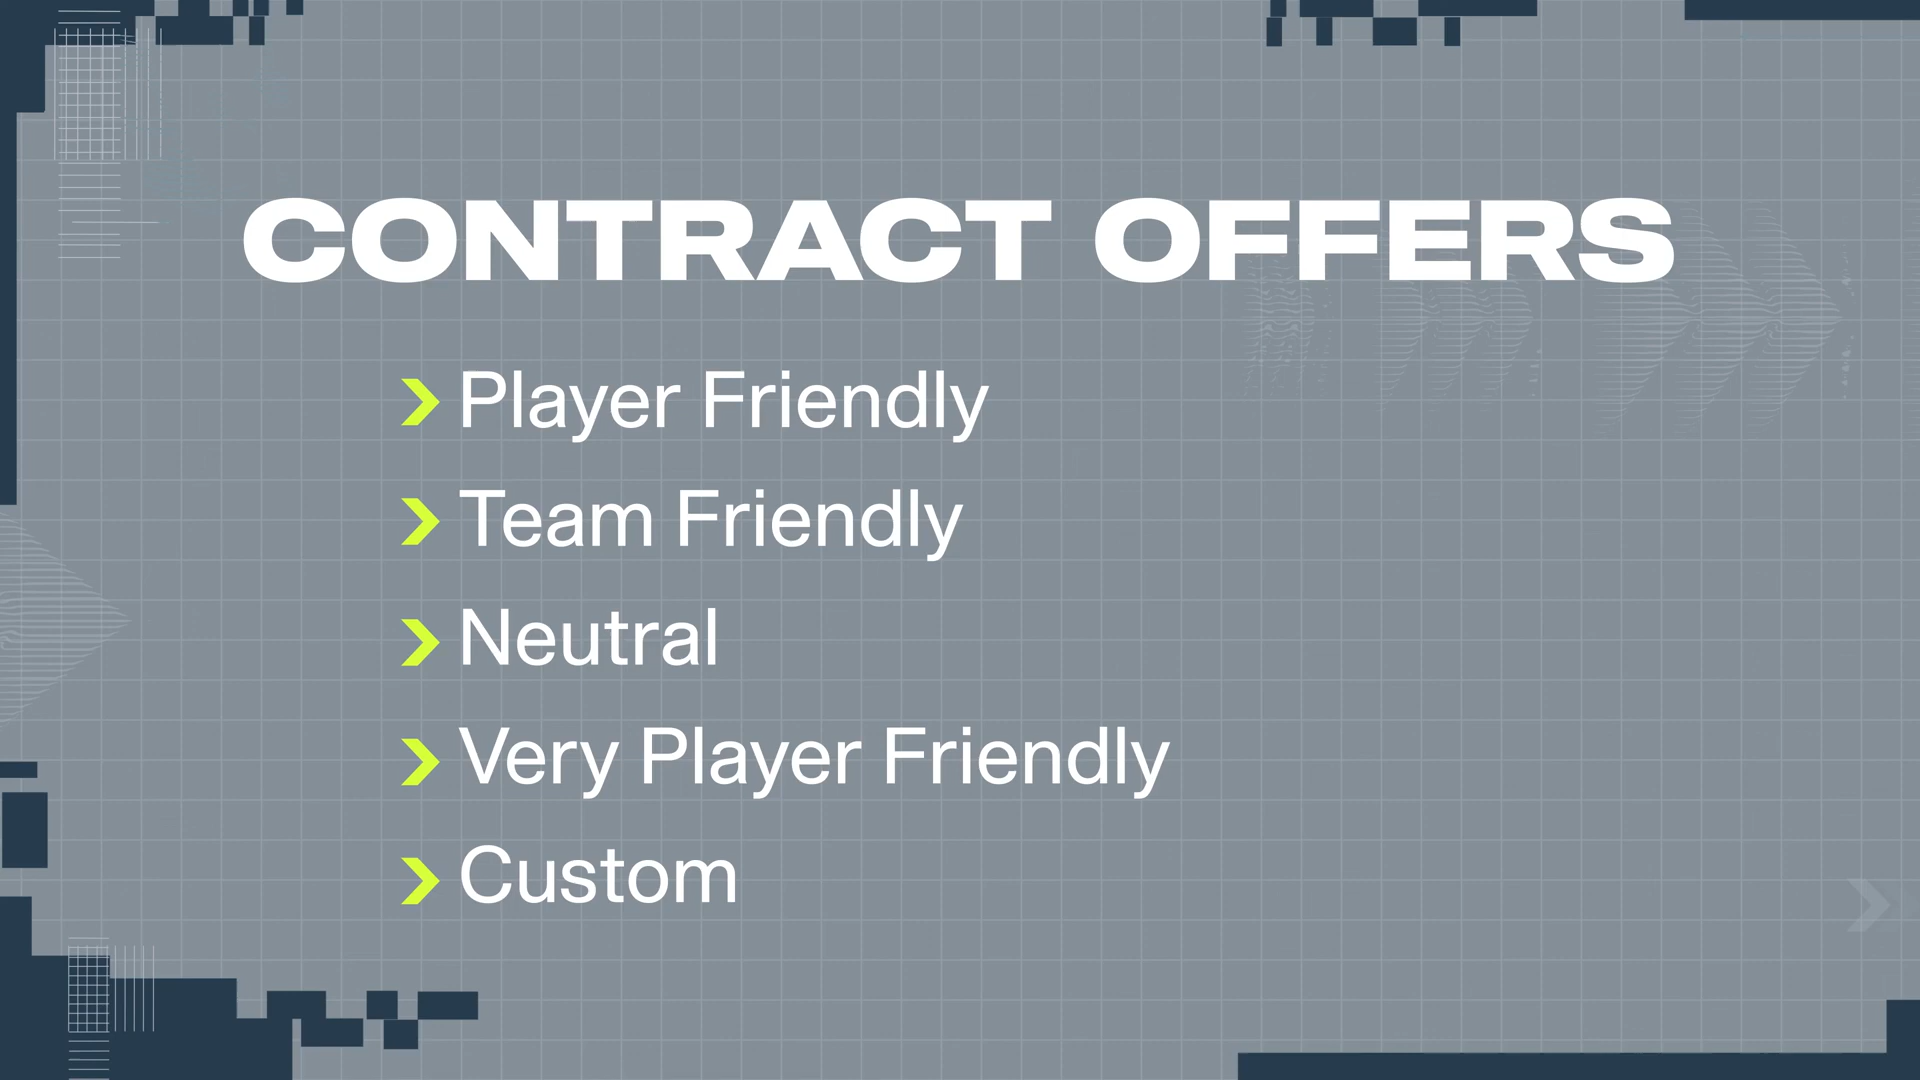 CONTRACT OFFERS
Player Friendly
Team Friendly
Neutral
Very Player Friendly
Custom